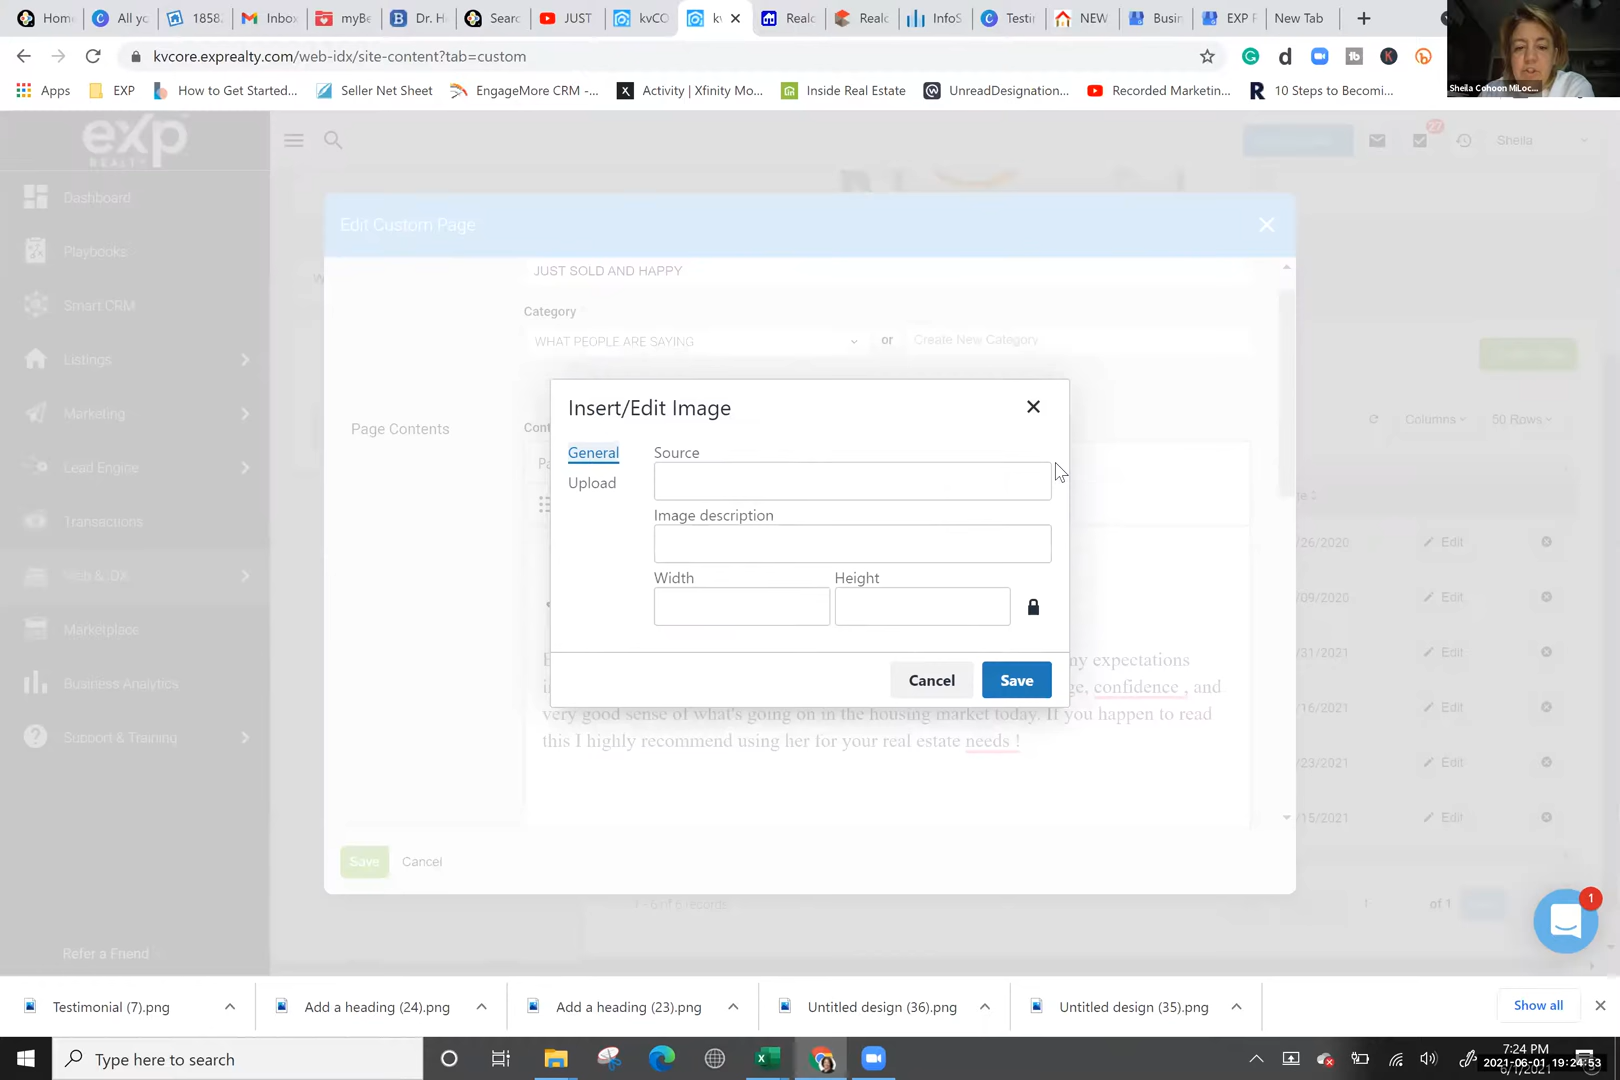 Home
All yo
1858
Inbox
myBe
Dr. H
Searc
JUST
kvCO
kv
Realc
Realc
InfoS
Testin
NEW
Busin
EXP F
New Tab
kvcore.exprealty.com/web-idx/site-content?tab=custom
Sheila Cohoon MiLoc...
Apps
EXP
How to Get Started...
Seller Net Sheet
EngageMore CRM -...
Activity | Xfinity Mo...
Inside Real Estate
UnreadDesignation...
Recorded Marketin...
10 Steps to Becomi...
exp
REALTY
27
Sheila
Dashboard
Playbooks
Smart CRM
Listings
Marketing
Lead Engine
Transactions
Web & IDX
Marketplace
Business Analytics
Support & Training
Refer a Friend
Edit Custom Page
JUST SOLD AND HAPPY
Category
WHAT PEOPLE ARE SAYING
or
Create New Category
Page Contents
Insert/Edit Image
General
Upload
Source
Image description
Width
Height
Cancel
Save
my expectations
confidence , and
very good sense of what's going on in the housing market today. If you happen to read
this I highly recommend using her for your real estate needs !
Save
Cancel
Columns
50 Rows
/26/2020
Edit
/09/2020
Edit
/31/2021
Edit
/16/2021
Edit
/23/2021
Edit
/15/2021
Edit
1
of 1
1
Testimonial (7).png
Add a heading (24).png
Add a heading (23).png
Untitled design (36).png
Untitled design (35).png
Show all
Type here to search
7:24 PM
2021-06-01 19:24:53